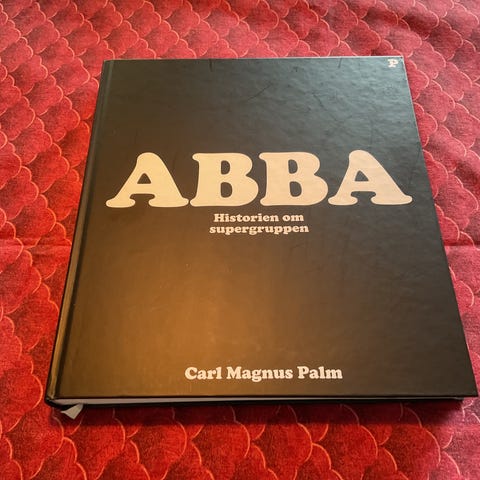 P
ABBA
Historien om
supergruppen
Carl Magnus Palm